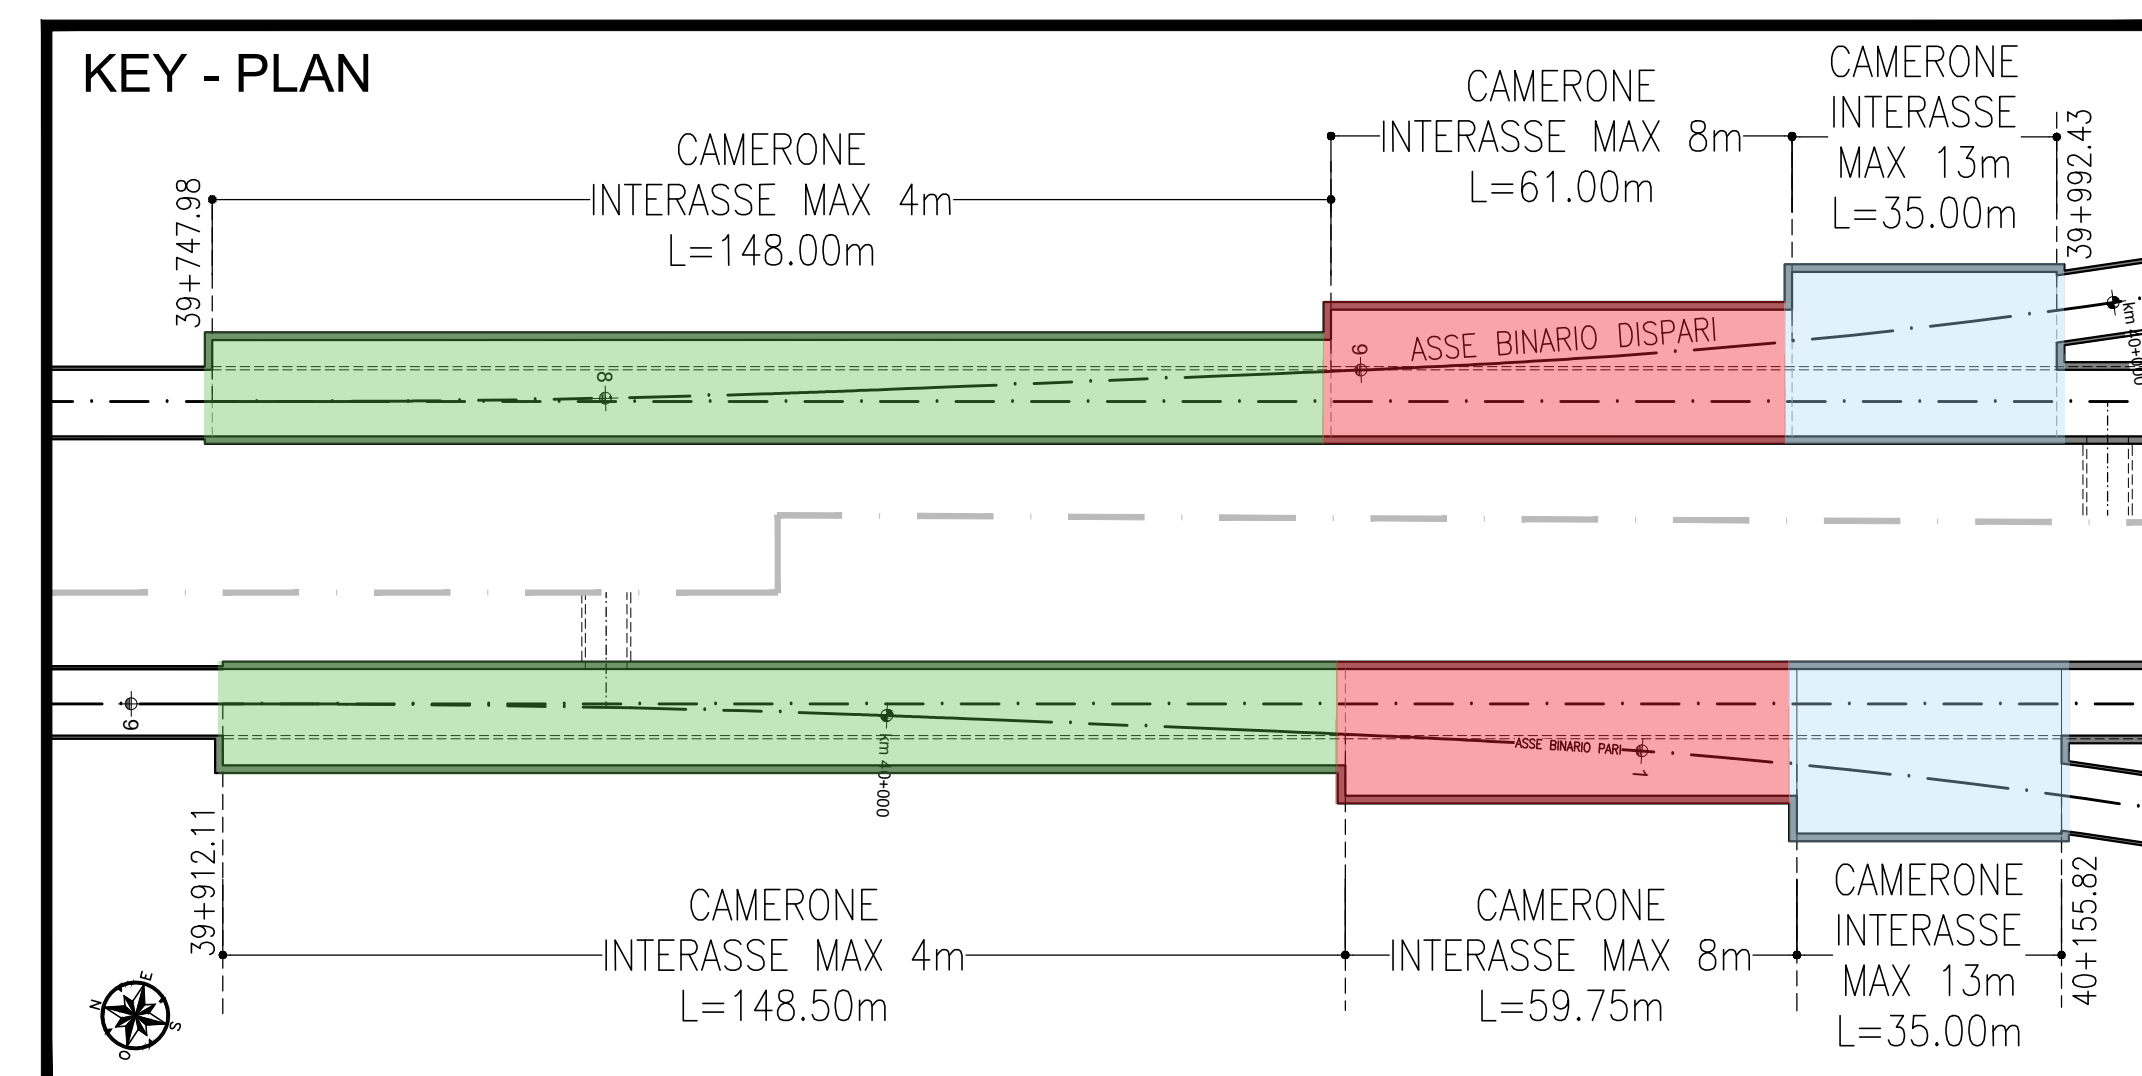 KEY - PLAN
CAMERONE
INTERASSE MAX 4m
L=148.00m
CAMERONE
INTERASSE MAX 8m
L=61.00m
CAMERONE
INTERASSE
MAX 13m
L=35.00m
39+747.98
39+992.43
8
9
ASSE BINARIO DISPARI
km 40+000
9
km 40+000
ASSE BINARIO PARI
1
39+912.11
CAMERONE
INTERASSE MAX 4m
L=148.50m
CAMERONE
INTERASSE MAX 8m
L=59.75m
CAMERONE
INTERASSE
MAX 13m
L=35.00m
40+155.82
N
E
S
O